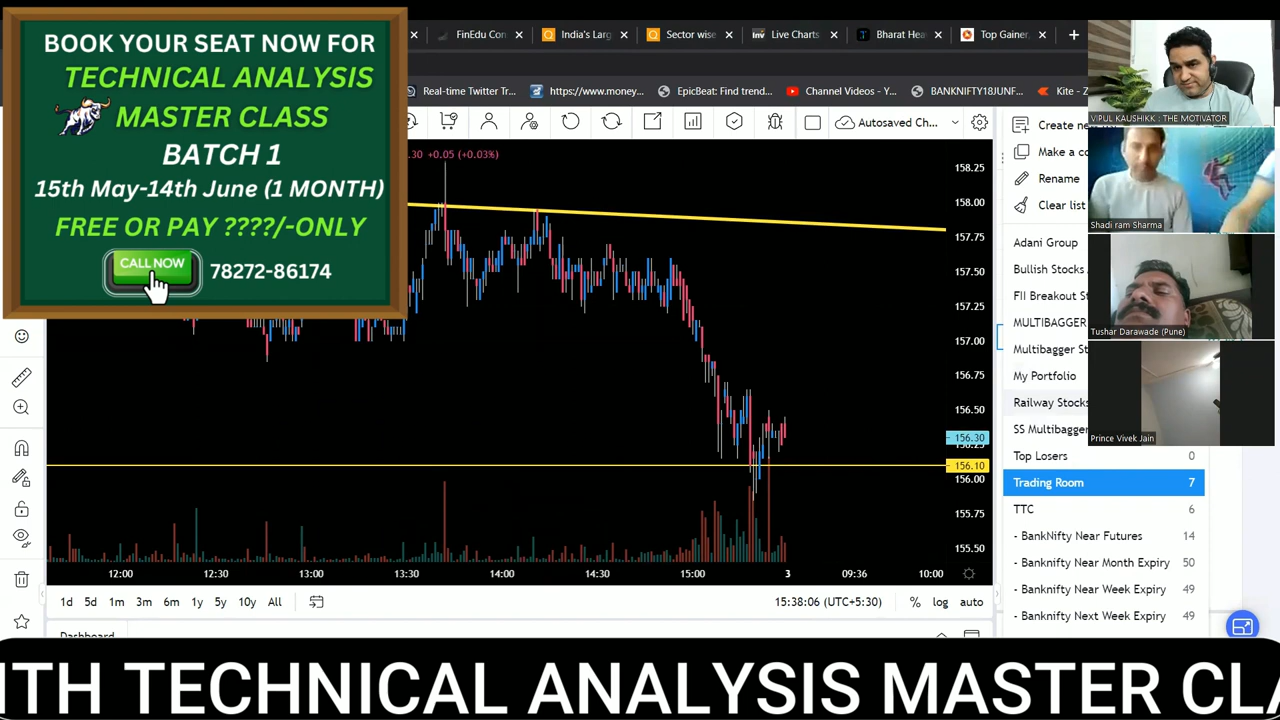 BOOK YOUR SEAT NOW FOR
TECHNICAL ANALYSIS
MASTER CLASS
BATCH 1
15th May-14th June (1 MONTH)
FREE OR PAY ????/-ONLY
CALL NOW
78272-86174
FinEdu Con
India's Larg
Sector wise
Live Charts
Bharat Hea
Top Gainer,
Real-time Twitter Tr...
https://www.money...
EpicBeat: Find trend...
Channel Videos - Y...
BANKNIFTY18JUNF...
Kite - Z
Autosaved Ch...
.30 +0.05 (+0.03%)
158.25
158.00
157.75
157.50
157.25
157.00
156.75
156.50
156.30
156.10
156.00
155.75
155.50
12:00
12:30
13:00
13:30
14:00
14:30
15:00
3
09:36
10:00
1d
5d
1m
3m
6m
1y
5y
10y
All
15:38:06 (UTC+5:30)
%
log
auto
Dashboard
Make a co
Rename
Clear list
Adani Group
Bullish Stocks
FII Breakout St
MULTIBAGGER
Multibagger St
My Portfolio
Railway Stocks
SS Multibagger
Top Losers 0
Trading Room 7
TTC 6
- BankNifty Near Futures 14
- Banknifty Near Month Expiry 50
- Banknifty Near Week Expiry 49
- Banknifty Next Week Expiry 49
VIPUL KAUSHIKK : THE MOTIVATOR
Shadi ram Sharma
Tushar Darawade (Pune)
Prince Vivek Jain
ITH TECHNICAL ANALYSIS MASTER CLA